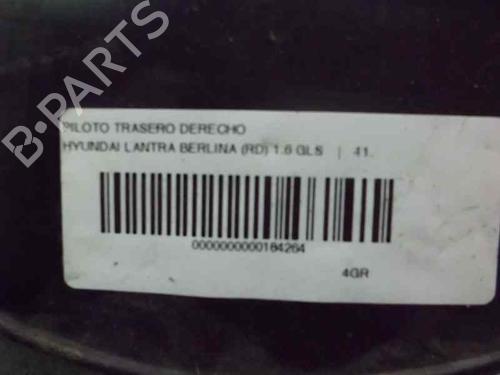 B-PARTS
PILOTO TRASERO DERECHO
HYUNDAI LANTRA BERLINA (RD) 1.6 GLS | 41.
0000000000184264
4GR